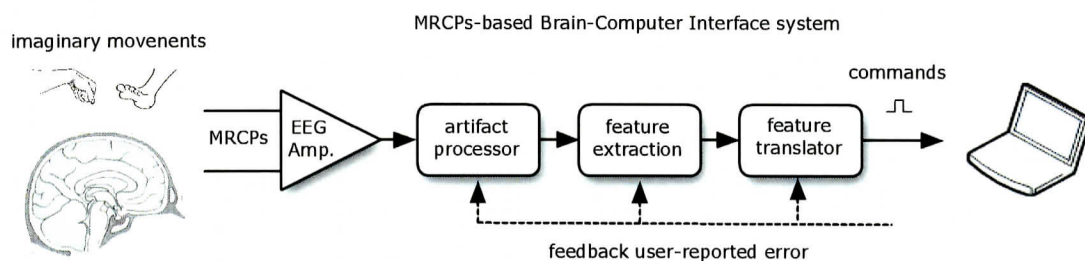 MRCPs-based Brain-Computer Interface system
imaginary movenents
commands
MRCPs
EEG
Amp.
artifact
processor
feature
extraction
feature
translator
feedback user-reported error